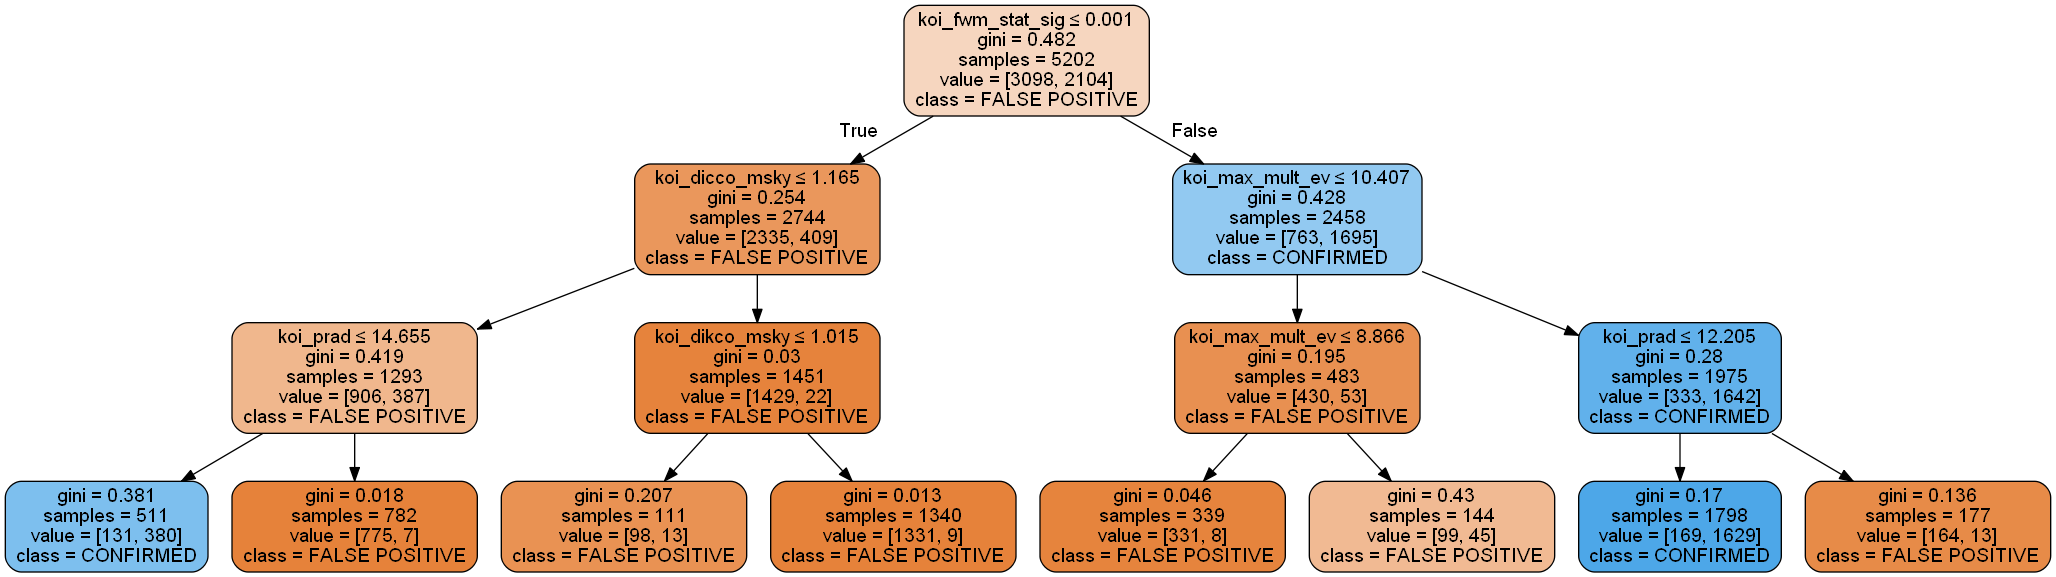 koi_fwm_stat_sig ≤ 0.001
gini = 0.482
samples = 5202
value = [3098, 2104]
class = FALSE POSITIVE
True
False
koi_dicco_msky ≤ 1.165
gini = 0.254
samples = 2744
value = [2335, 409]
class = FALSE POSITIVE
koi_max_mult_ev ≤ 10.407
gini = 0.428
samples = 2458
value = [763, 1695]
class = CONFIRMED
koi_prad ≤ 14.655
gini = 0.419
samples = 1293
value = [906, 387]
class = FALSE POSITIVE
koi_dikco_msky ≤ 1.015
gini = 0.03
samples = 1451
value = [1429, 22]
class = FALSE POSITIVE
koi_max_mult_ev ≤ 8.866
gini = 0.195
samples = 483
value = [430, 53]
class = FALSE POSITIVE
koi_prad ≤ 12.205
gini = 0.28
samples = 1975
value = [333, 1642]
class = CONFIRMED
gini = 0.381
samples = 511
value = [131, 380]
class = CONFIRMED
gini = 0.018
samples = 782
value = [775, 7]
class = FALSE POSITIVE
gini = 0.207
samples = 111
value = [98, 13]
class = FALSE POSITIVE
gini = 0.013
samples = 1340
value = [1331, 9]
class = FALSE POSITIVE
gini = 0.046
samples = 339
value = [331, 8]
class = FALSE POSITIVE
gini = 0.43
samples = 144
value = [99, 45]
class = FALSE POSITIVE
gini = 0.17
samples = 1798
value = [169, 1629]
class = CONFIRMED
gini = 0.136
samples = 177
value = [164, 13]
class = FALSE POSITIVE